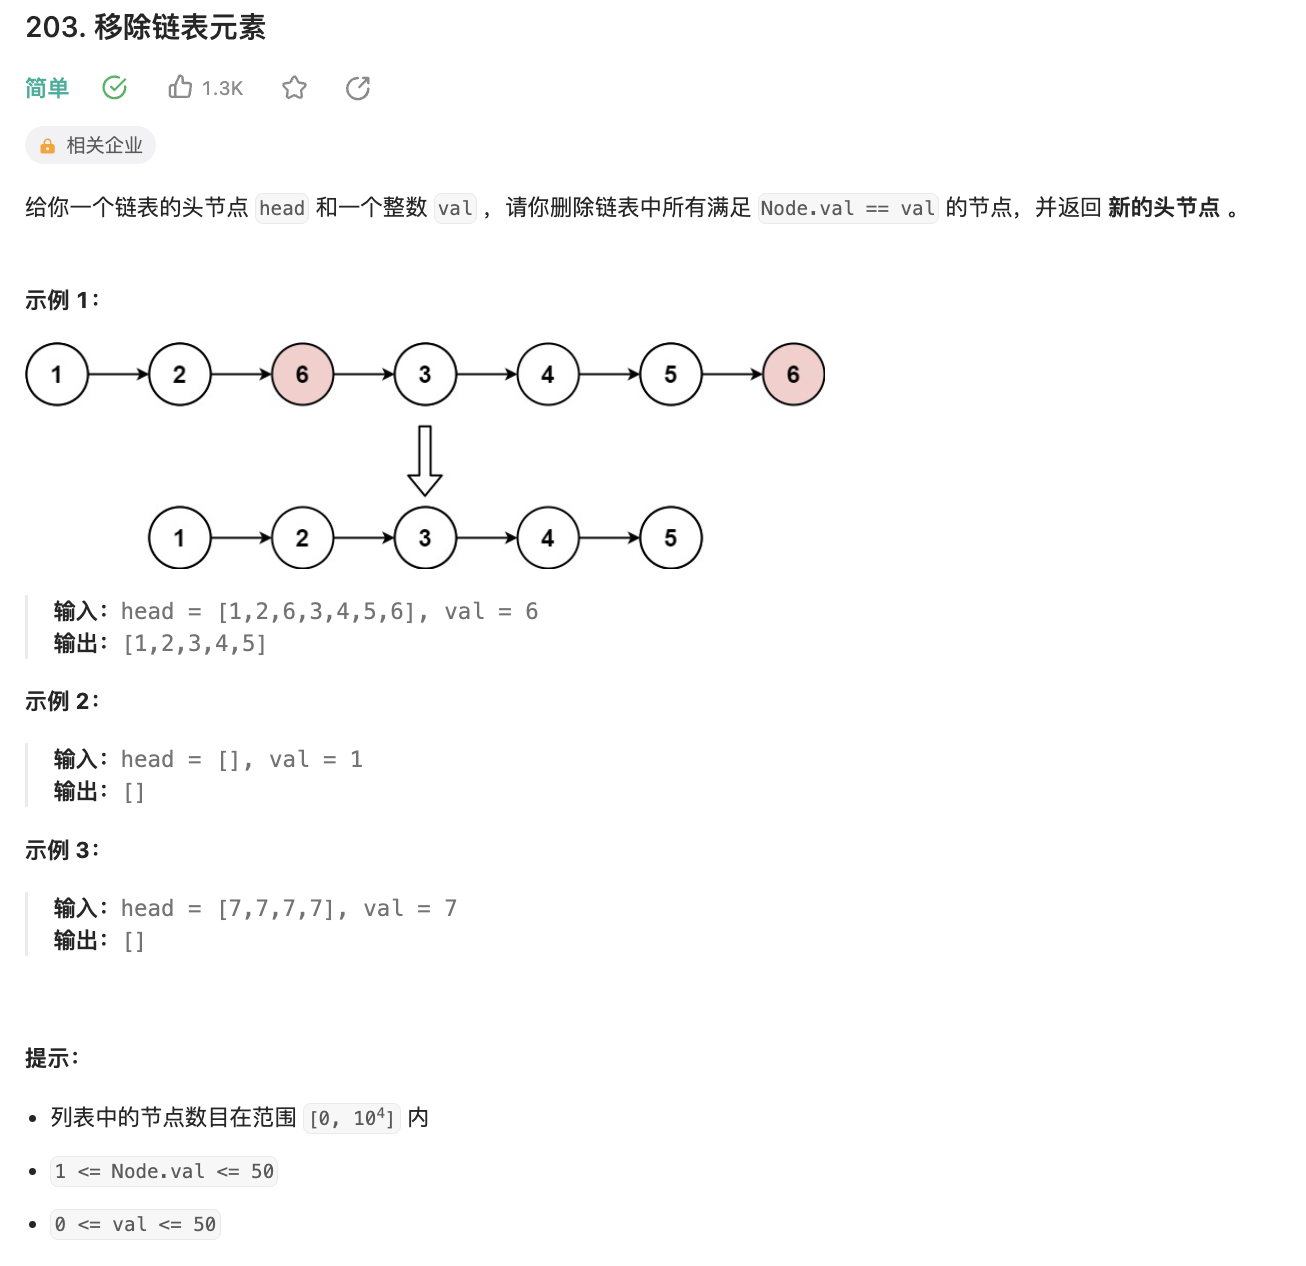 203. 移除链表元素
简单 1.3K
相关企业
给你一个链表的头节点 head 和一个整数 val ，请你删除链表中所有满足 Node.val == val 的节点，并返回 新的头节点 。
示例 1：
1 2 6 3 4 5 6
1 2 3 4 5
输入：head = [1,2,6,3,4,5,6], val = 6
输出：[1,2,3,4,5]
示例 2：
输入：head = [], val = 1
输出：[]
示例 3：
输入：head = [7,7,7,7], val = 7
输出：[]
提示：
• 列表中的节点数目在范围 [0, 10⁴] 内
• 1 <= Node.val <= 50
• 0 <= val <= 50